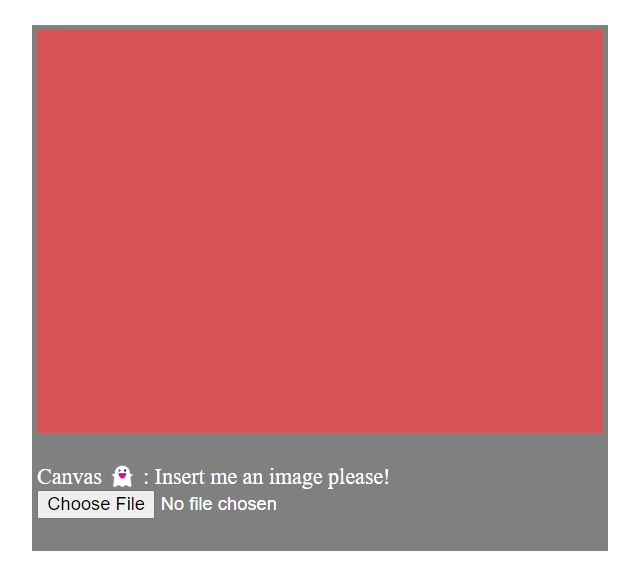 Canvas 👻 : Insert me an image please!
Choose File No file chosen